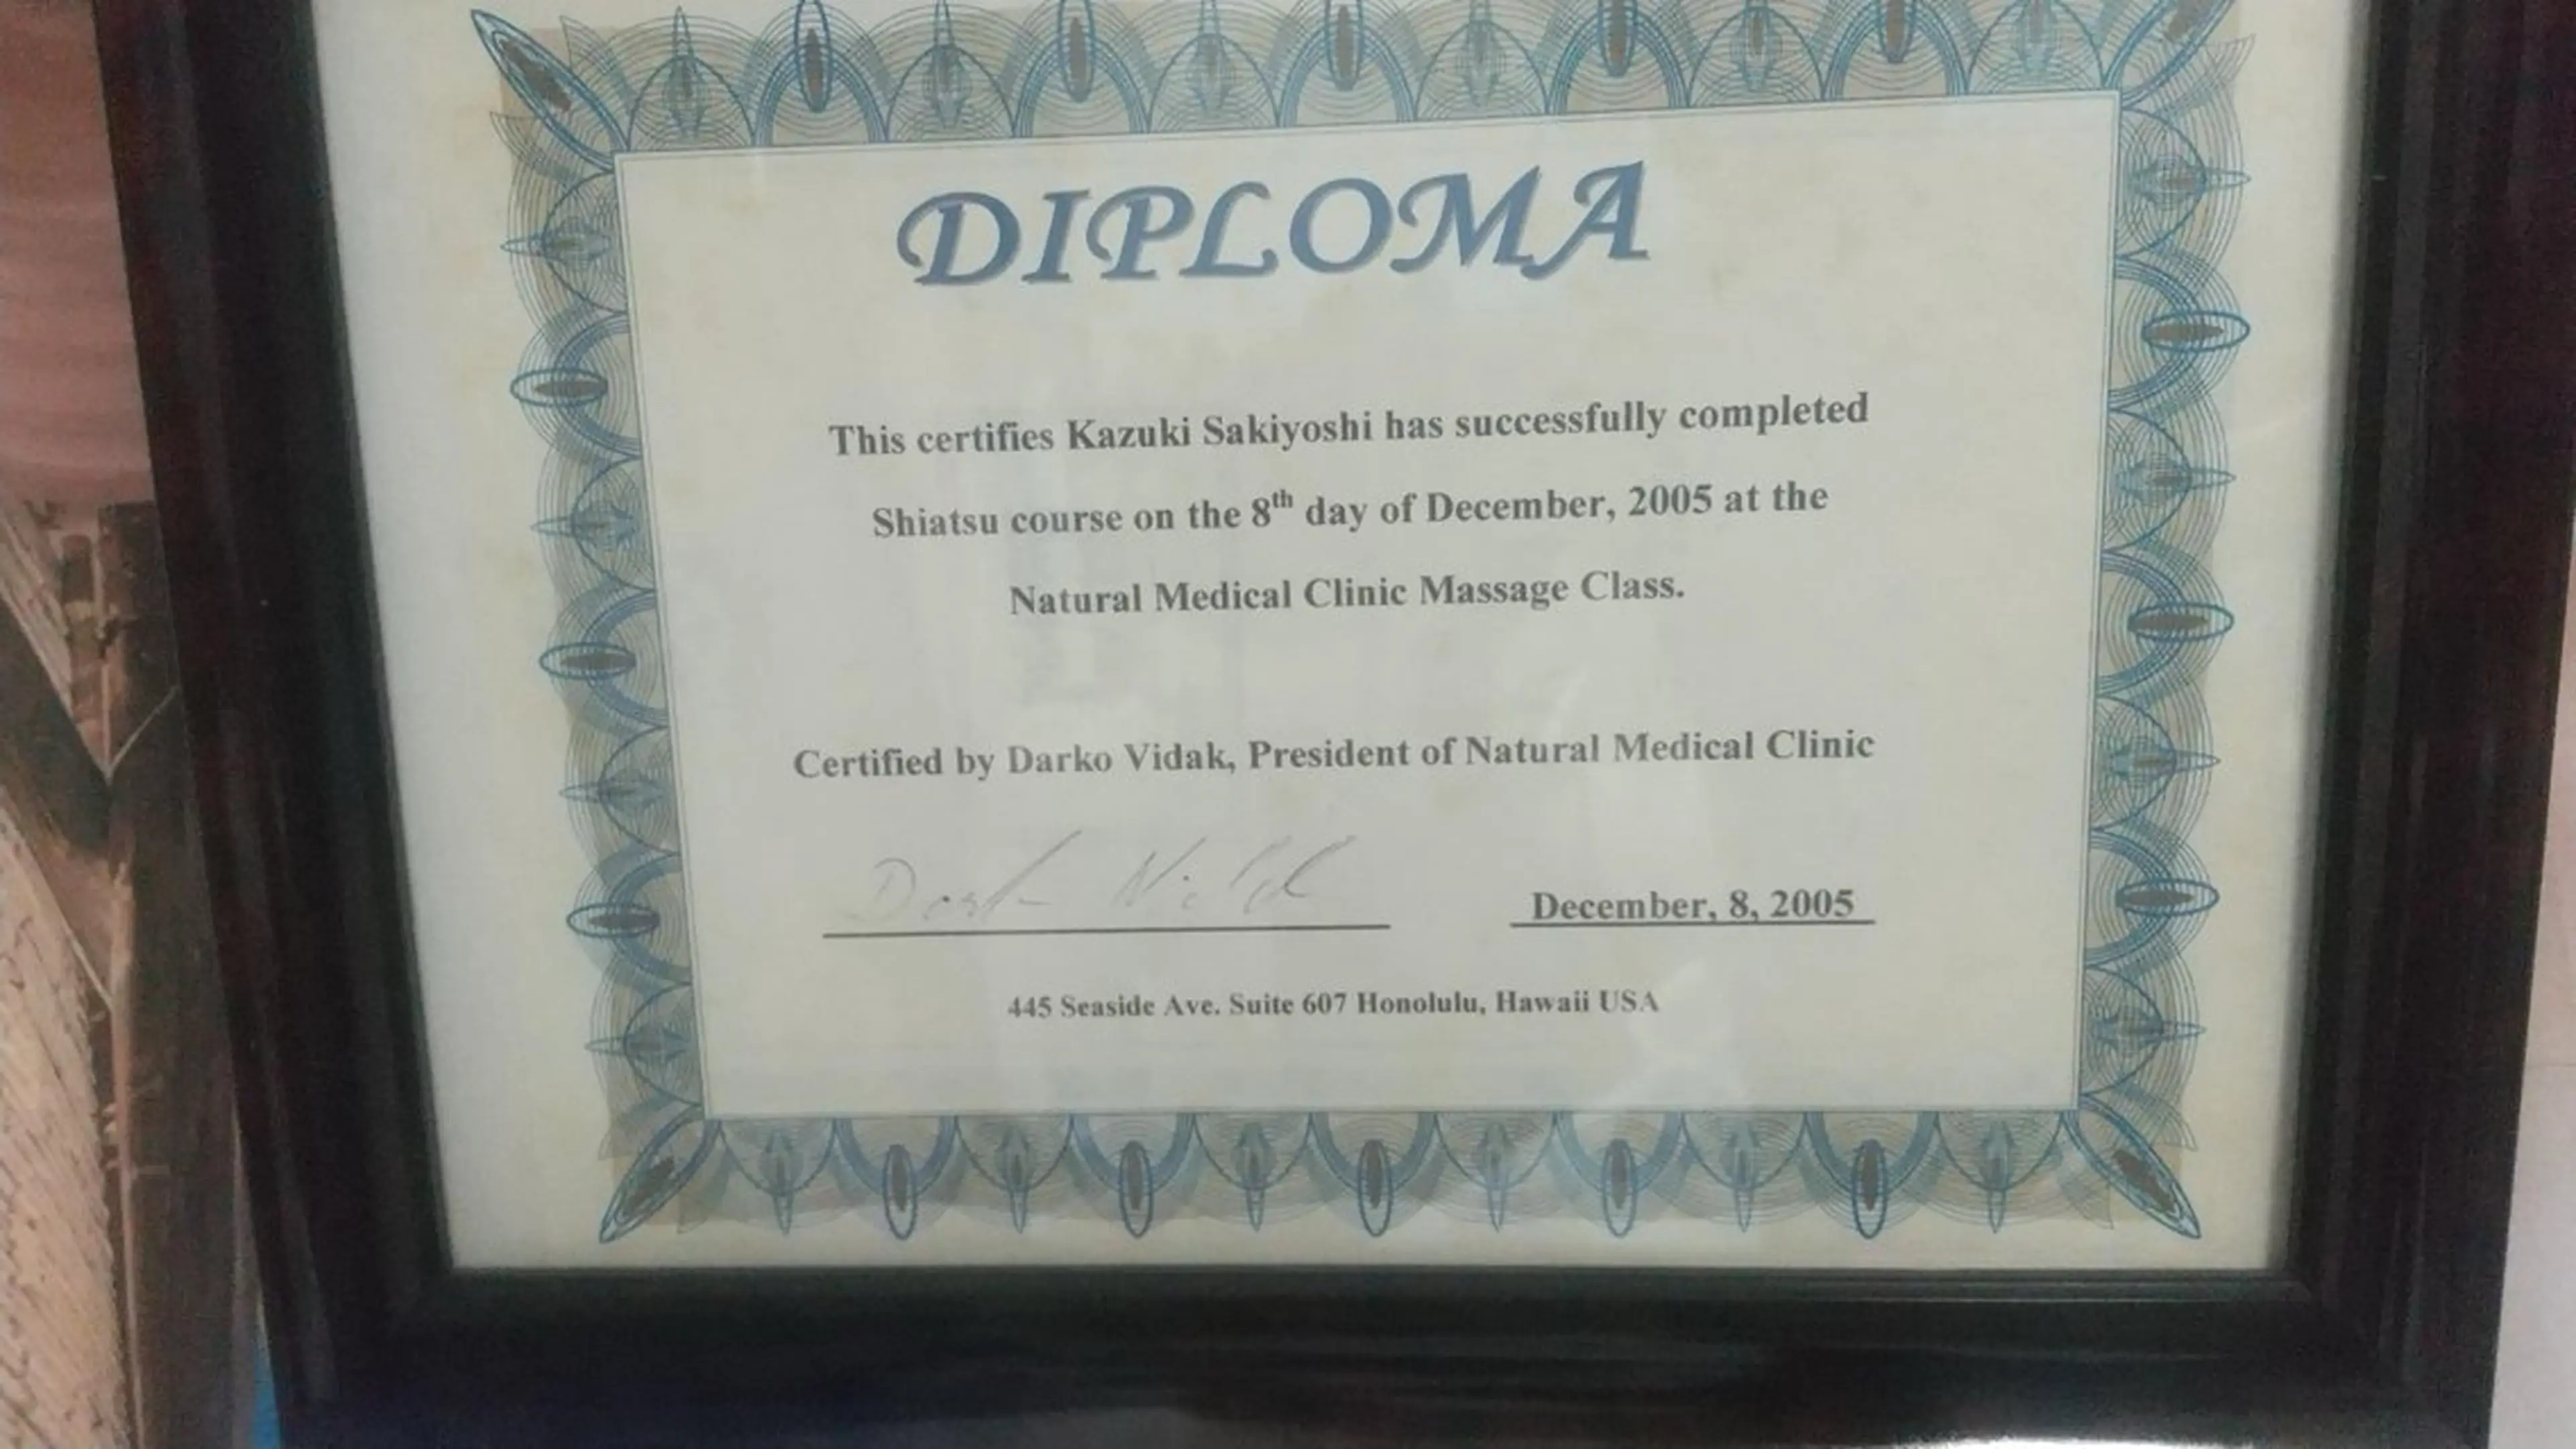 DIPLOMA
This certifies Kazuki Sakiyoshi has successfully completed
Shiatsu course on the 8th day of December, 2005 at the
Natural Medical Clinic Massage Class.
Certified by Darko Vidak, President of Natural Medical Clinic
December, 8, 2005
445 Seaside Ave. Suite 607 Honolulu, Hawaii USA